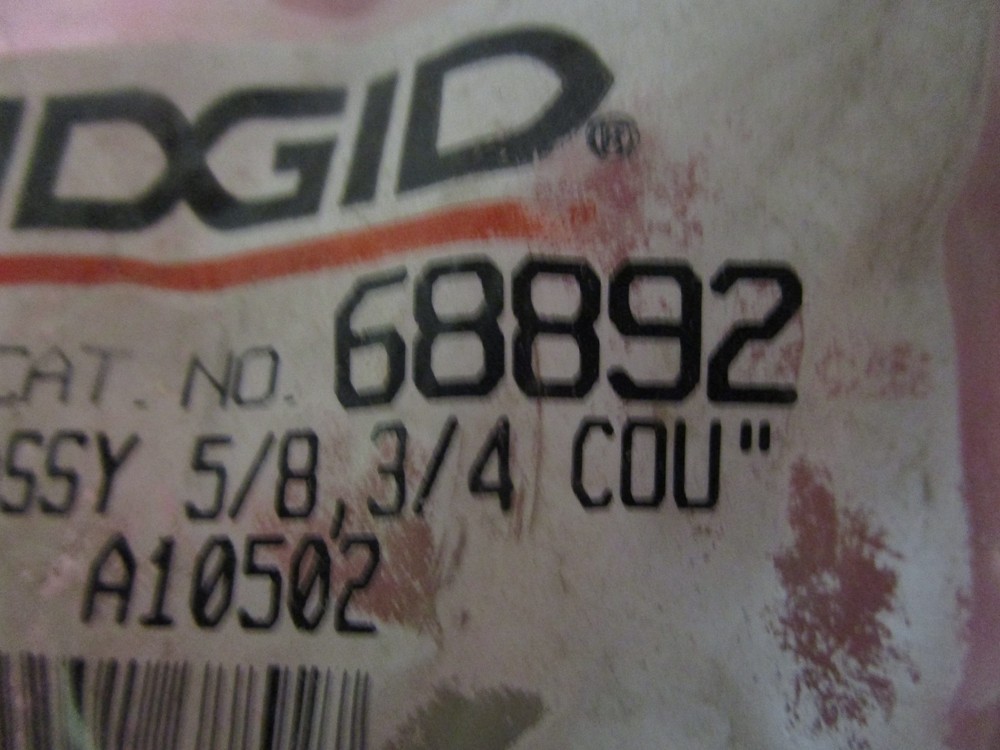 IDGID®
CAT. NO. 68892
SSY 5/8,3/4 COU"
A10502